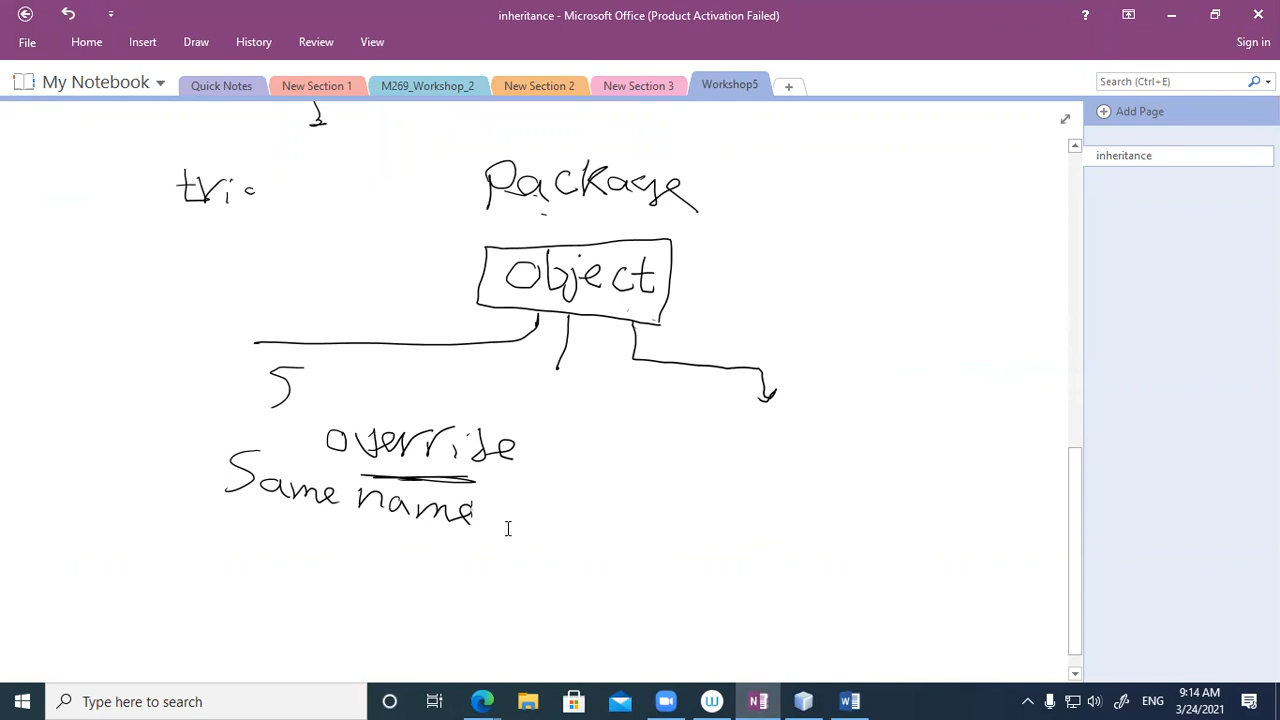 inheritance - Microsoft Office (Product Activation Failed)
File Home Insert Draw History Review View Sign in
My Notebook Quick Notes New Section 1 M269_Workshop_2 New Section 2 New Section 3 Workshop5 Search (Ctrl+E)
Add Page
inheritance
Package
object
override
Same name
Type here to search
ENG
9:14 AM
3/24/2021